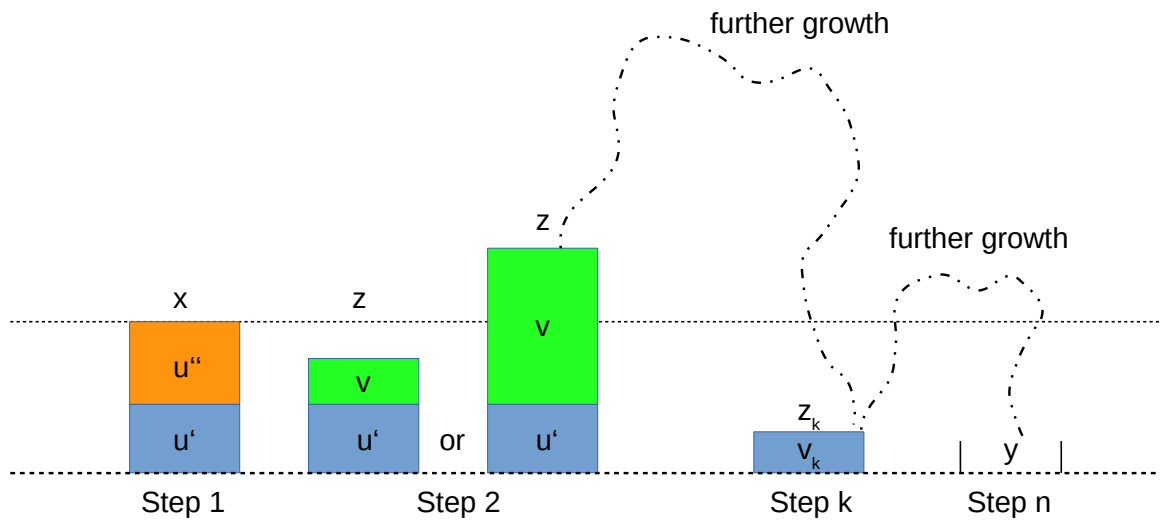 further growth
z
further growth
x
z
v
u“
v
z_k
u‘
u‘
or
u‘
v_k
y
Step 1
Step 2
Step k
Step n